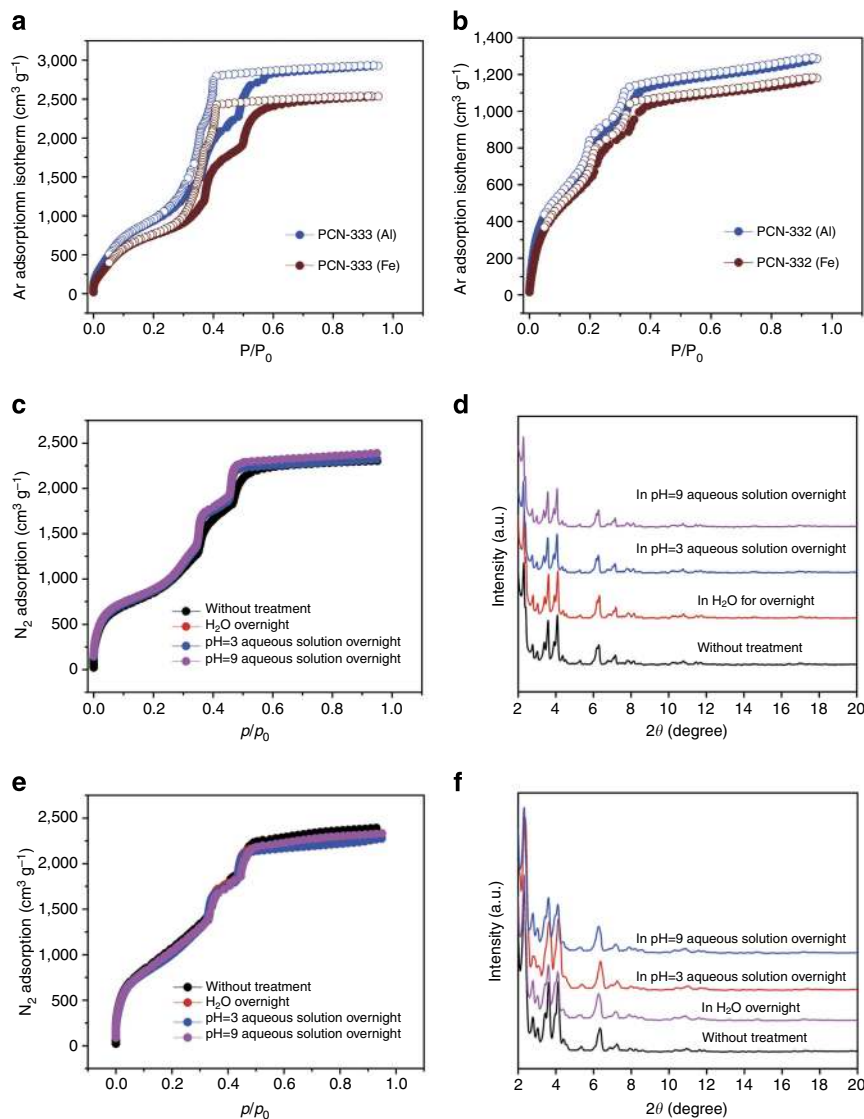 a
3,000
2,500
2,000
1,500
1,000
500
0
Ar adsorptiomn isotherm (cm³ g⁻¹)
PCN-333 (Al)
PCN-333 (Fe)
0.0 0.2 0.4 0.6 0.8 1.0
P/P₀
b
1,400
1,200
1,000
800
600
400
200
0
Ar adsorptiion isotherm (cm³ g⁻¹)
PCN-332 (Al)
PCN-332 (Fe)
0.0 0.2 0.4 0.6 0.8 1.0
P/P₀
c
2,500
2,000
1,500
1,000
500
0
N₂ adsorption (cm³ g⁻¹)
Without treatment
H₂O overnight
pH=3 aqueous solution overnight
pH=9 aqueous solution overnight
0.0 0.2 0.4 0.6 0.8 1.0
p/p₀
d
Intensity (a.u.)
In pH=9 aqueous solution overnight
In pH=3 aqueous solution overnight
In H₂O for overnight
Without treatment
2 4 6 8 10 12 14 16 18 20
2θ (degree)
e
2,500
2,000
1,500
1,000
500
0
N₂ adsorption (cm³ g⁻¹)
Without treatment
H₂O overnight
pH=3 aqueous solution overnight
pH=9 aqueous solution overnight
0.0 0.2 0.4 0.6 0.8 1.0
p/p₀
f
Intensity (a.u.)
In pH=9 aqueous solution overnight
In pH=3 aqueous solution overnight
In H₂O overnight
Without treatment
2 4 6 8 10 12 14 16 18 20
2θ (degree)